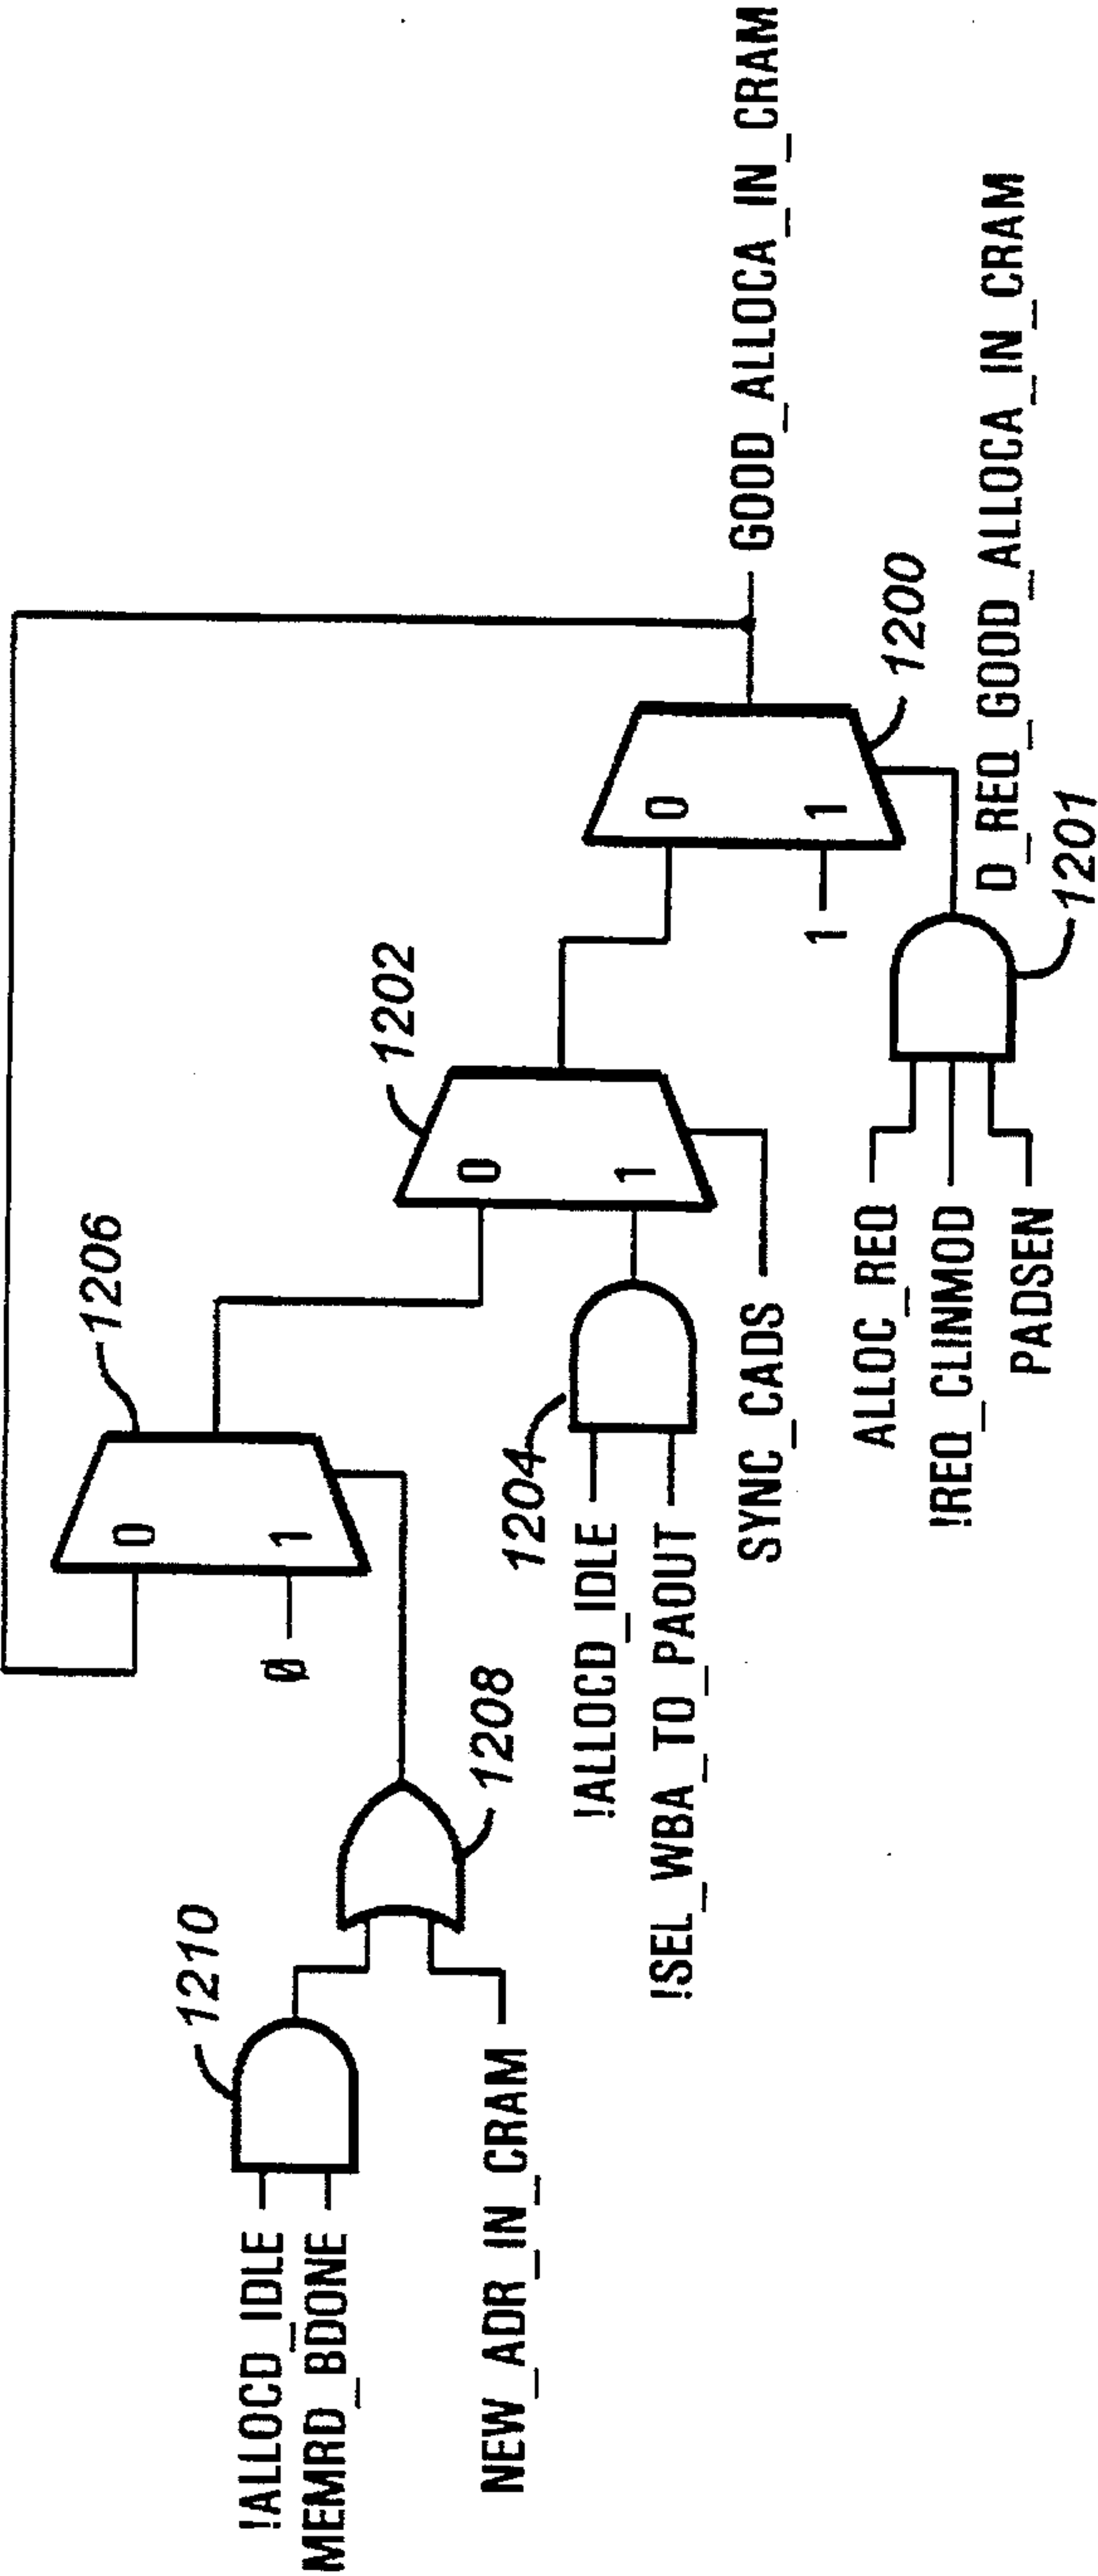 !ALLOCD_IDLE
MEMRD_BDONE
NEW_ADR_IN_CRAM
1210
1208
0
1
Ø
1206
!ALLOCD_IDLE
!SEL_WBA_TO_PAOUT
1204
SYNC_CADS
0
1
1202
ALLOC_REQ
!REQ_CLINMOD
PADSEN
1201
D_REQ_GOOD_ALLOCA_IN_CRAM
0
1
1
1200
GOOD_ALLOCA_IN_CRAM